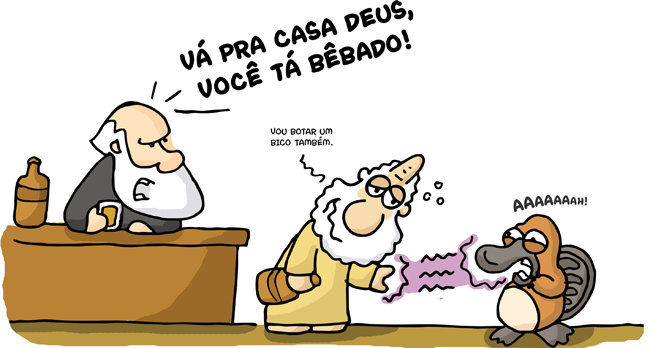 VÁ PRA CASA DEUS,
VOCÊ TÁ BÊBADO!
VOU BOTAR UM
BICO TAMBÉM.
AAAAAAAH!